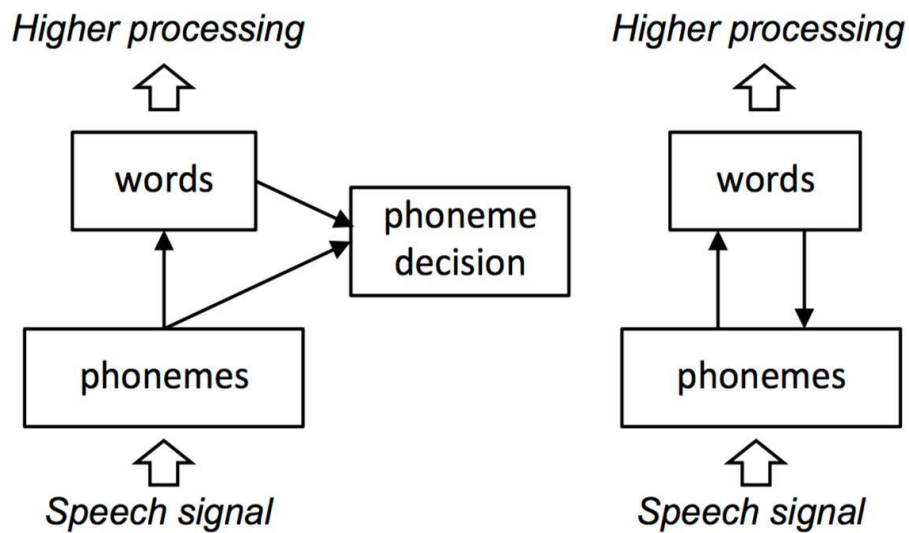 Higher processing
words
phoneme
decision
phonemes
Speech signal
Higher processing
words
phonemes
Speech signal